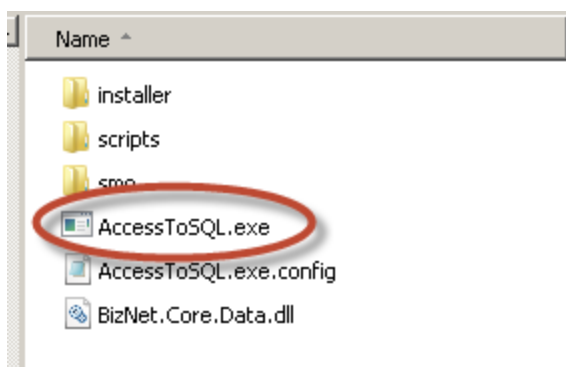 Name
installer
scripts
smo
AccessToSQL.exe
AccessToSQL.exe.config
BizNet.Core.Data.dll